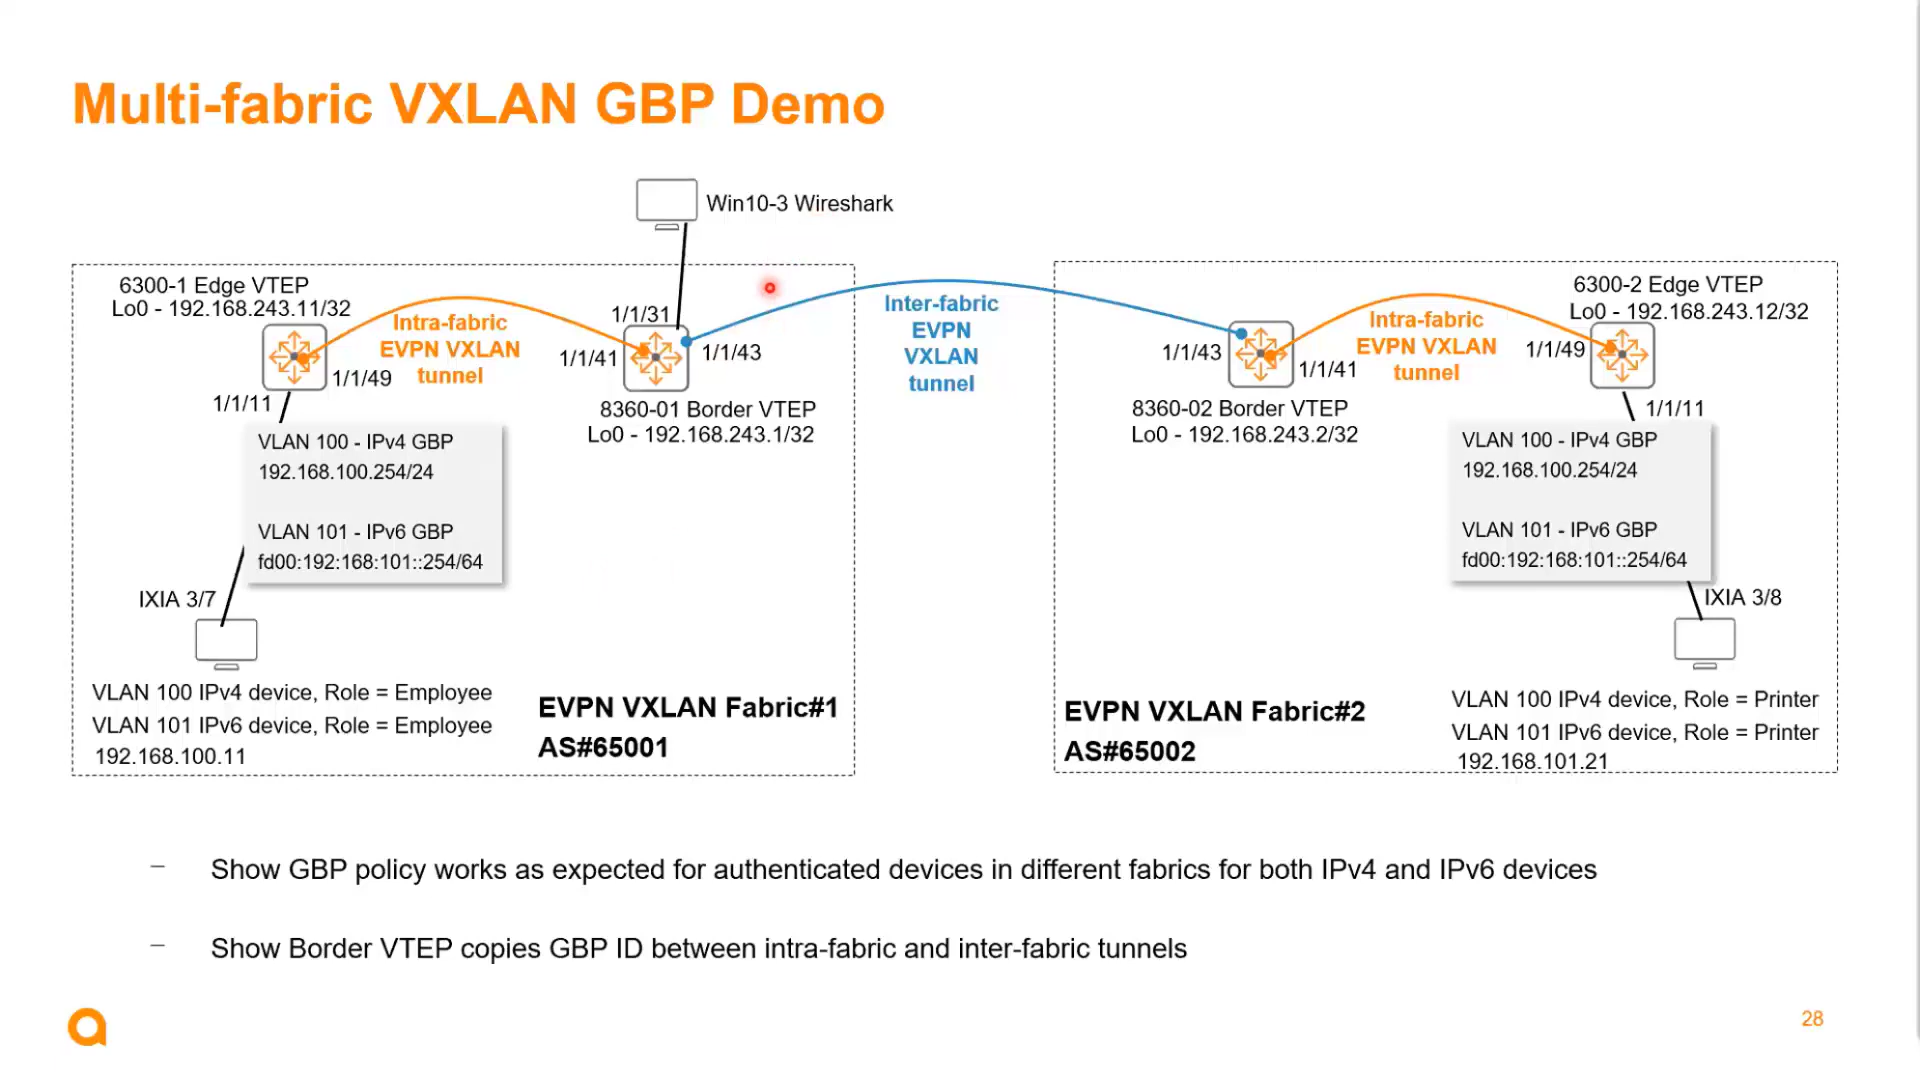 Multi-fabric VXLAN GBP Demo
Win10-3 Wireshark
6300-1 Edge VTEP
Lo0 - 192.168.243.11/32
Intra-fabric
EVPN VXLAN
tunnel
1/1/49
1/1/11
1/1/31
1/1/41
1/1/43
8360-01 Border VTEP
Lo0 - 192.168.243.1/32
VLAN 100 - IPv4 GBP
192.168.100.254/24
VLAN 101 - IPv6 GBP
fd00:192:168:101::254/64
IXIA 3/7
VLAN 100 IPv4 device, Role = Employee
VLAN 101 IPv6 device, Role = Employee
192.168.100.11
EVPN VXLAN Fabric#1
AS#65001
Inter-fabric
EVPN
VXLAN
tunnel
1/1/43
1/1/41
8360-02 Border VTEP
Lo0 - 192.168.243.2/32
Intra-fabric
EVPN VXLAN
tunnel
6300-2 Edge VTEP
Lo0 - 192.168.243.12/32
1/1/49
1/1/11
VLAN 100 - IPv4 GBP
192.168.100.254/24
VLAN 101 - IPv6 GBP
fd00:192:168:101::254/64
IXIA 3/8
EVPN VXLAN Fabric#2
AS#65002
VLAN 100 IPv4 device, Role = Printer
VLAN 101 IPv6 device, Role = Printer
192.168.101.21
– Show GBP policy works as expected for authenticated devices in different fabrics for both IPv4 and IPv6 devices
– Show Border VTEP copies GBP ID between intra-fabric and inter-fabric tunnels
28